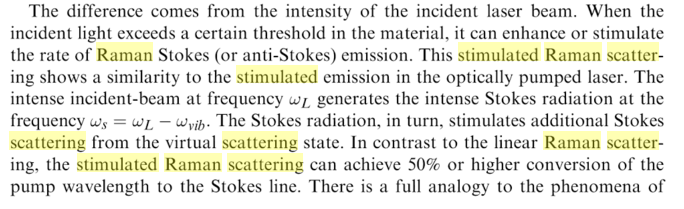 The difference comes from the intensity of the incident laser beam. When the
incident light exceeds a certain threshold in the material, it can enhance or stimulate
the rate of Raman Stokes (or anti-Stokes) emission. This stimulated Raman scatter-
ing shows a similarity to the stimulated emission in the optically pumped laser. The
intense incident-beam at frequency ω_L generates the intense Stokes radiation at the
frequency ω_s = ω_L − ω_vib. The Stokes radiation, in turn, stimulates additional Stokes
scattering from the virtual scattering state. In contrast to the linear Raman scatter-
ing, the stimulated Raman scattering can achieve 50% or higher conversion of the
pump wavelength to the Stokes line. There is a full analogy to the phenomena of